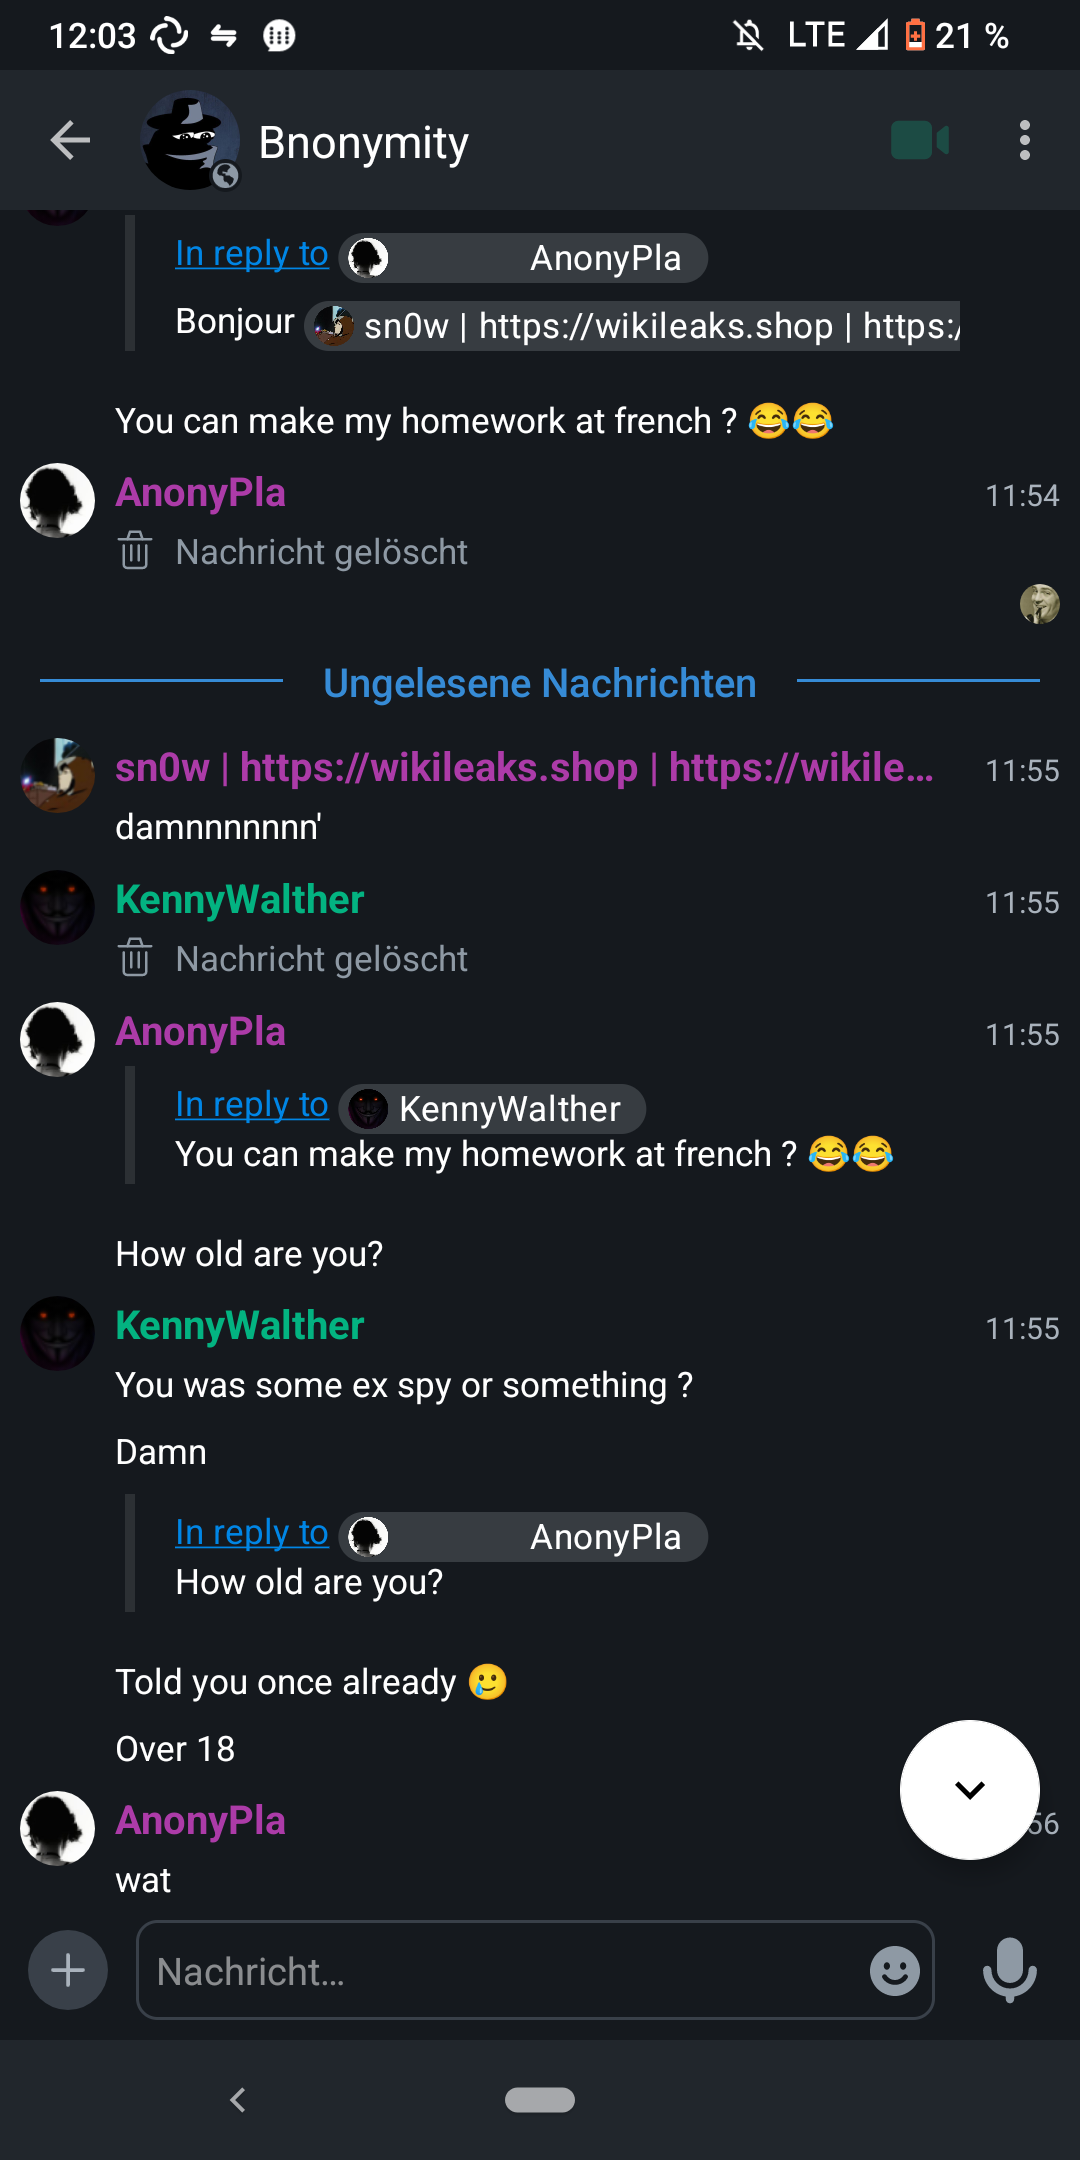 12:03 LTE 21 %
Bnonymity
In reply to AnonyPla
Bonjour sn0w | https://wikileaks.shop | https:/
You can make my homework at french ? 😂😂
AnonyPla 11:54
Nachricht gelöscht
Ungelesene Nachrichten
sn0w | https://wikileaks.shop | https://wikile... 11:55
damnnnnnnn'
KennyWalther 11:55
Nachricht gelöscht
AnonyPla 11:55
In reply to KennyWalther
You can make my homework at french ? 😂😂
How old are you?
KennyWalther 11:55
You was some ex spy or something ?
Damn
In reply to AnonyPla
How old are you?
Told you once already 🥲
Over 18
AnonyPla 56
wat
Nachricht...